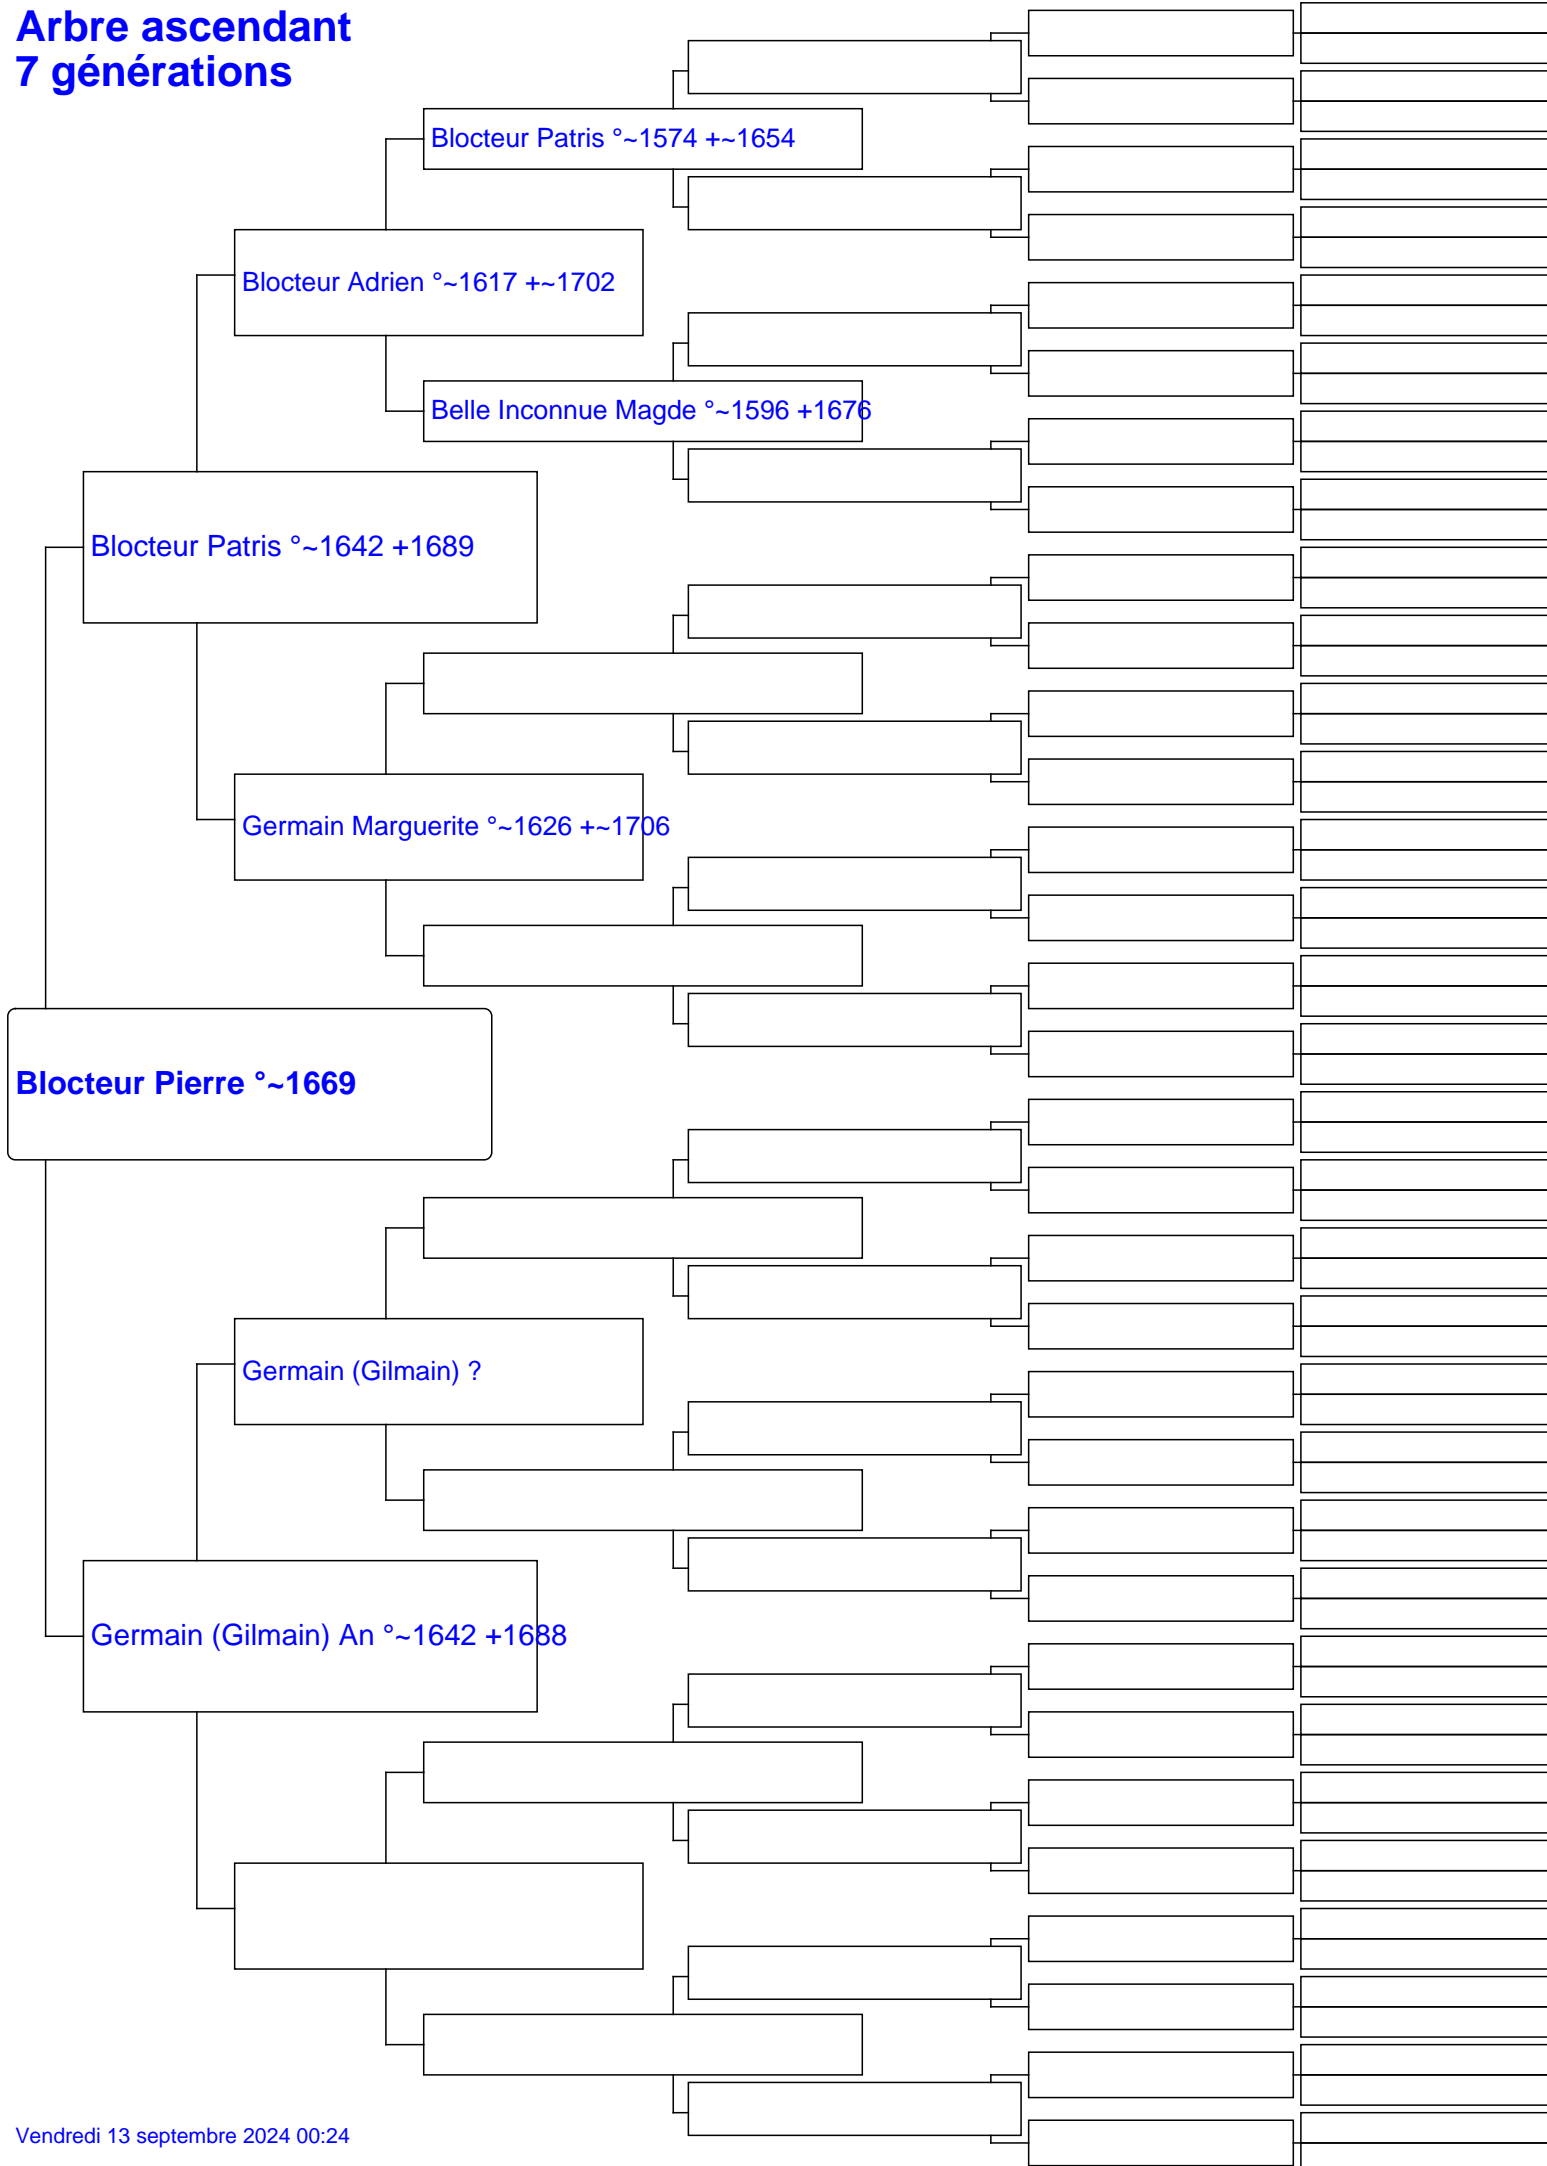 Arbre ascendant
7 générations
Blocteur Patris °~1574 +~1654
Blocteur Adrien °~1617 +~1702
Belle Inconnue Magde °~1596 +1676
Blocteur Patris °~1642 +1689
Germain Marguerite °~1626 +~1706
Blocteur Pierre °~1669
Germain (Gilmain) ?
Germain (Gilmain) An °~1642 +1688
Vendredi 13 septembre 2024 00:24